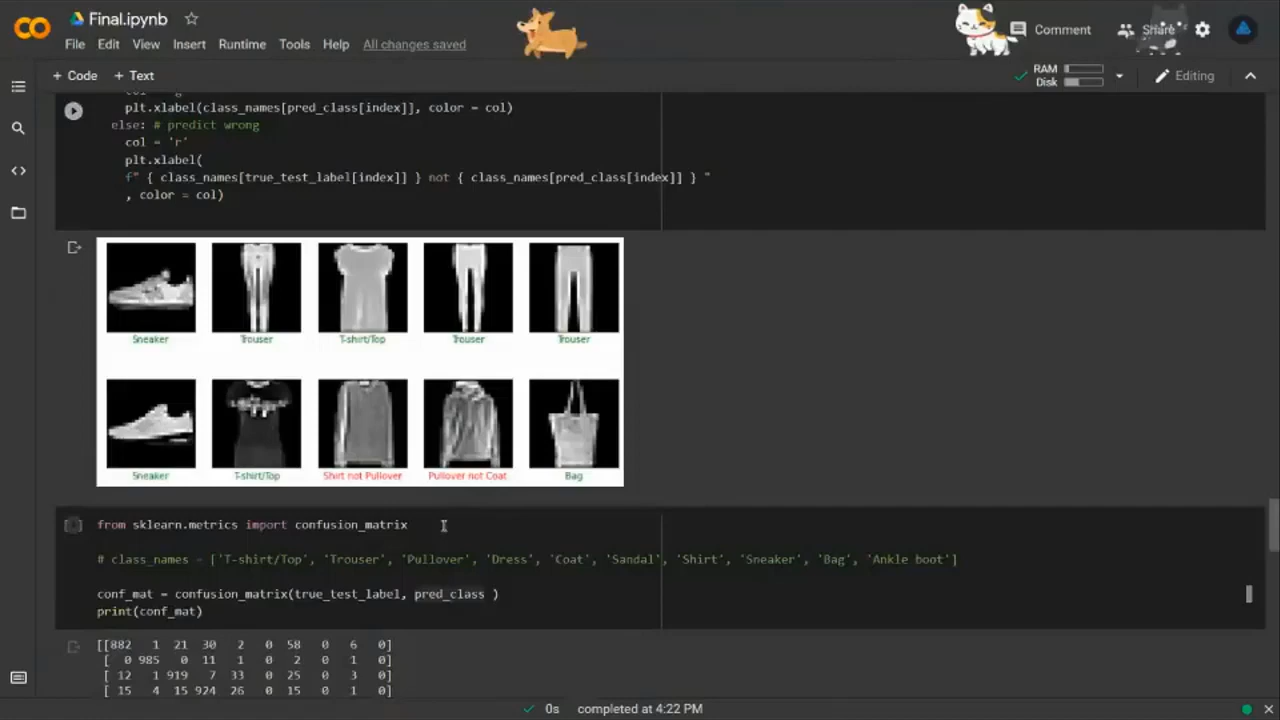 Final.ipynb
File Edit View Insert Runtime Tools Help All changes saved
Comment
Share
+ Code + Text
RAM
Disk
Editing
plt.xlabel(class_names[pred_class[index]], color = col)
else: # predict wrong
col = 'r'
plt.xlabel(
f" { class_names[true_test_label[index]] } not { class_names[pred_class[index]] } "
, color = col)
Sneaker Trouser T-shirt/Top Trouser Trouser
Sneaker T-shirt/Top Shirt not Pullover Pullover not Coat Bag
from sklearn.metrics import confusion_matrix
# class_names = ['T-shirt/Top', 'Trouser', 'Pullover', 'Dress', 'Coat', 'Sandal', 'Shirt', 'Sneaker', 'Bag', 'Ankle boot']
conf_mat = confusion_matrix(true_test_label, pred_class )
print(conf_mat)
[[882 1 21 30 2 0 58 0 6 0]
[ 0 985 0 11 1 0 2 0 1 0]
[ 12 1 919 7 33 0 25 0 3 0]
[ 15 4 15 924 26 0 15 0 1 0]
0s completed at 4:22 PM